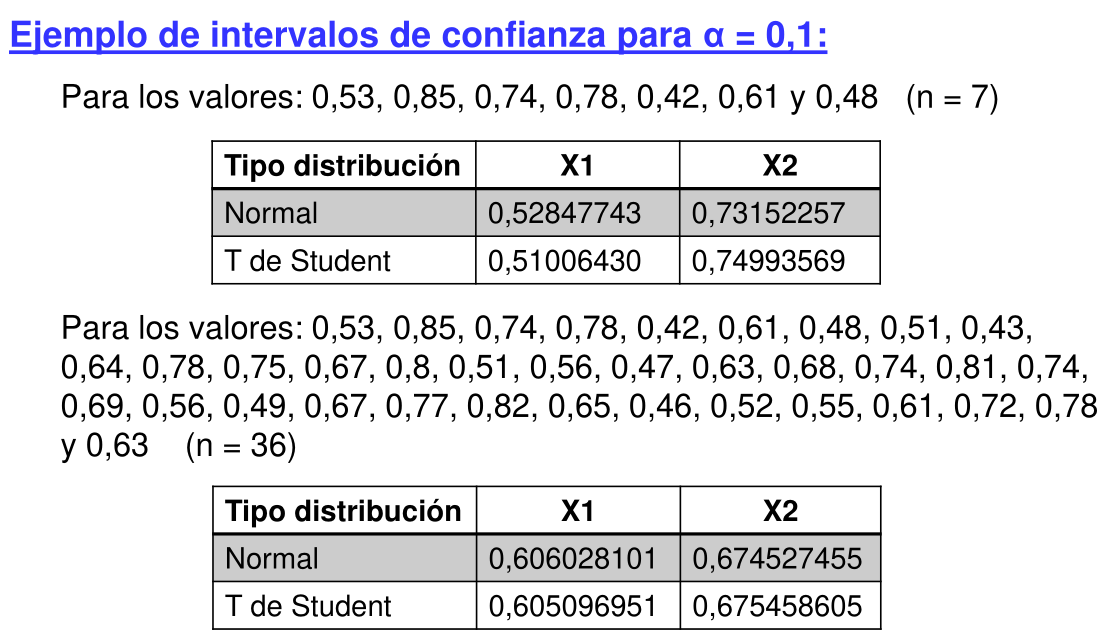 Ejemplo de intervalos de confianza para α = 0,1:
Para los valores: 0,53, 0,85, 0,74, 0,78, 0,42, 0,61 y 0,48 (n = 7)
Tipo distribución X1 X2
Normal 0,52847743 0,73152257
T de Student 0,51006430 0,74993569
Para los valores: 0,53, 0,85, 0,74, 0,78, 0,42, 0,61, 0,48, 0,51, 0,43,
0,64, 0,78, 0,75, 0,67, 0,8, 0,51, 0,56, 0,47, 0,63, 0,68, 0,74, 0,81, 0,74,
0,69, 0,56, 0,49, 0,67, 0,77, 0,82, 0,65, 0,46, 0,52, 0,55, 0,61, 0,72, 0,78
y 0,63 (n = 36)
Tipo distribución X1 X2
Normal 0,606028101 0,674527455
T de Student 0,605096951 0,675458605